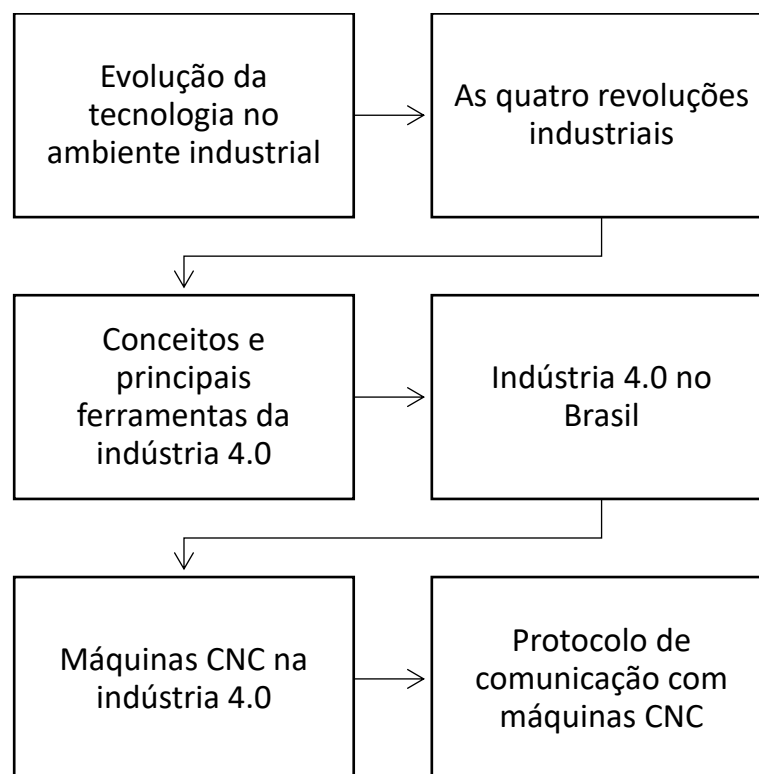 Evolução da
tecnologia no
ambiente industrial
As quatro revoluções
industriais
Conceitos e
principais
ferramentas da
indústria 4.0
Indústria 4.0 no
Brasil
Máquinas CNC na
indústria 4.0
Protocolo de
comunicação com
máquinas CNC